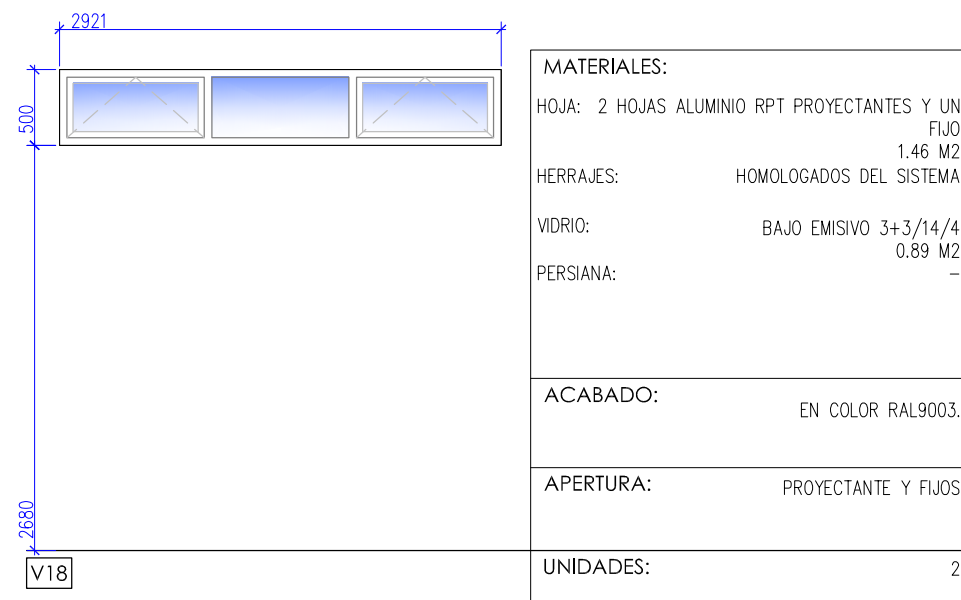 2921
500
2680
V18
MATERIALES:
HOJA: 2 HOJAS ALUMINIO RPT PROYECTANTES Y UN
FIJO
1.46 M2
HERRAJES: HOMOLOGADOS DEL SISTEMA
VIDRIO: BAJO EMISIVO 3+3/14/4
0.89 M2
PERSIANA: –
ACABADO: EN COLOR RAL9003.
APERTURA: PROYECTANTE Y FIJOS
UNIDADES: 2